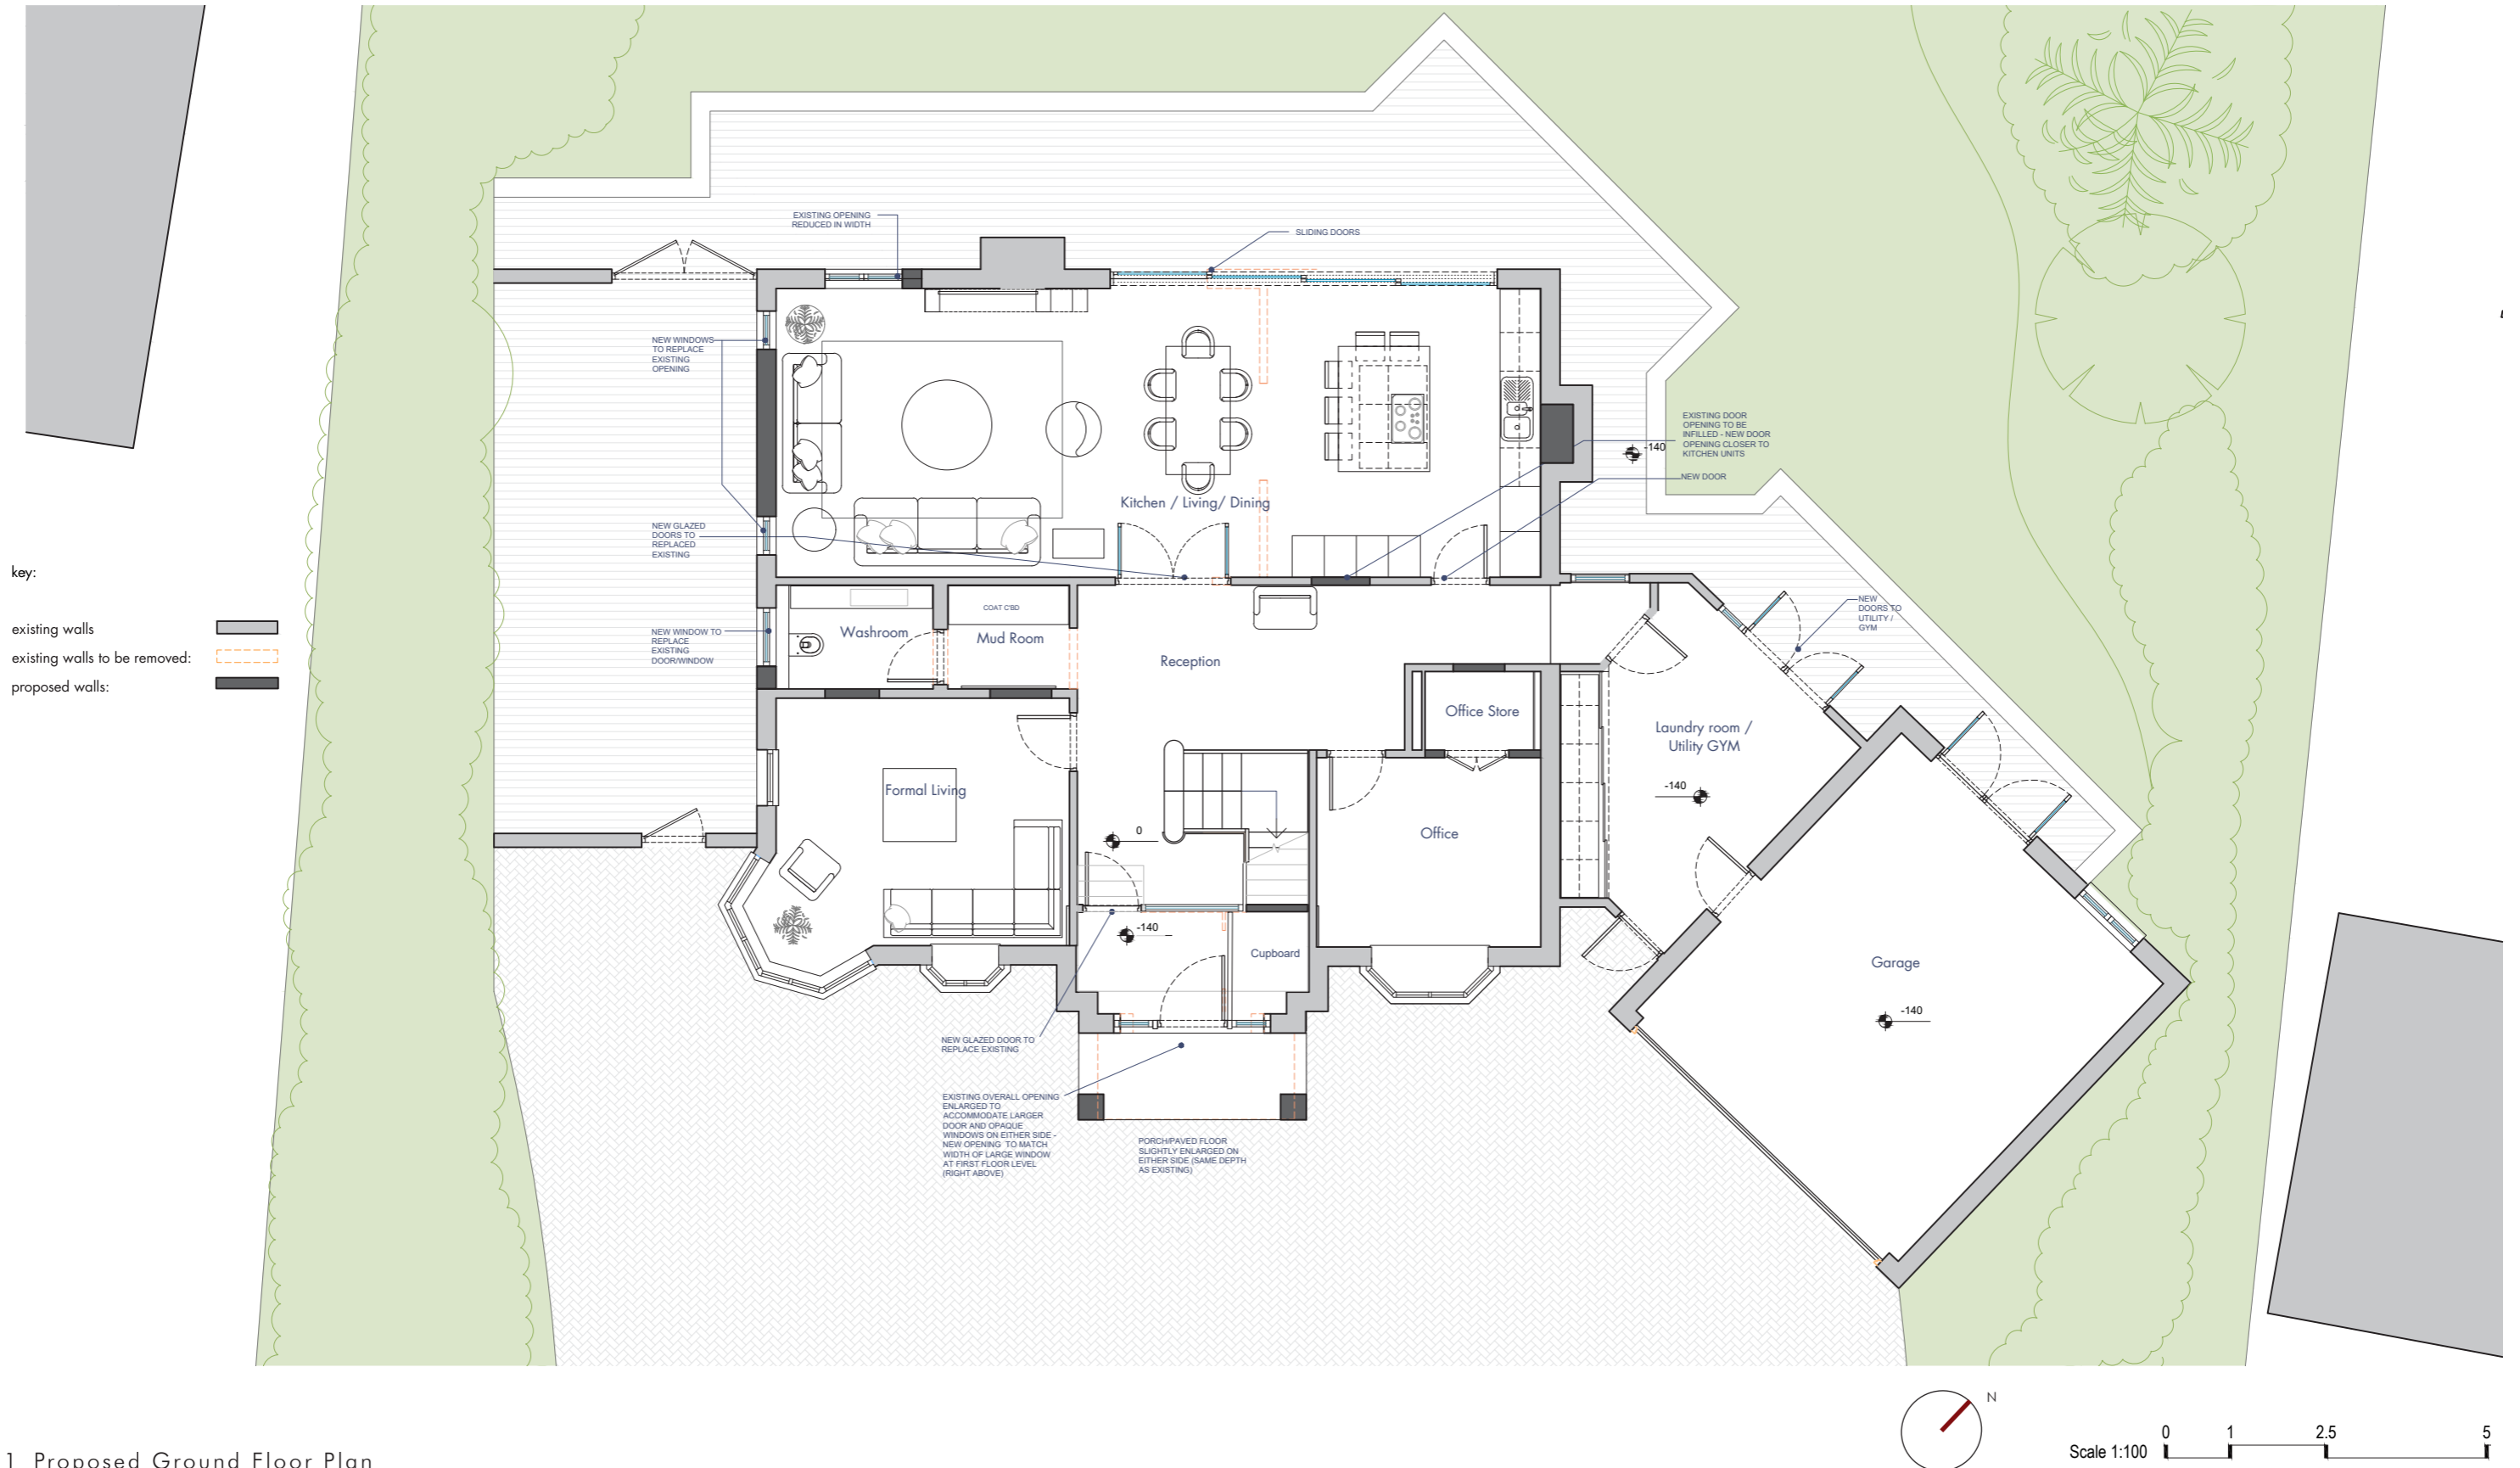 EXISTING OPENING
REDUCED IN WIDTH
SLIDING DOORS
NEW WINDOWS
TO REPLACE
EXISTING
OPENING
EXISTING DOOR
OPENING TO BE
INFILLED - NEW DOOR
OPENING CLOSER TO
KITCHEN UNITS
-140
NEW DOOR
Kitchen / Living/ Dining
NEW GLAZED
DOORS TO
REPLACED
EXISTING
key:
existing walls
existing walls to be removed:
proposed walls:
NEW WINDOW TO
REPLACE
EXISTING
DOOR/WINDOW
Washroom
COAT C'BD
Mud Room
Reception
NEW
DOORS TO
UTILITY /
GYM
Office Store
Laundry room /
Utility GYM
-140
Formal Living
0
Office
-140
Cupboard
Garage
-140
NEW GLAZED DOOR TO
REPLACE EXISTING
EXISTING OVERALL OPENING
ENLARGED TO
ACCOMMODATE LARGER
DOOR AND OPAQUE
WINDOWS ON EITHER SIDE -
NEW OPENING TO MATCH
WIDTH OF LARGE WINDOW
AT FIRST FLOOR LEVEL
(RIGHT ABOVE)
PORCH/PAVED FLOOR
SLIGHTLY ENLARGED ON
EITHER SIDE (SAME DEPTH
AS EXISTING)
N
Scale 1:100
0 1 2.5 5
1 Proposed Ground Floor Plan